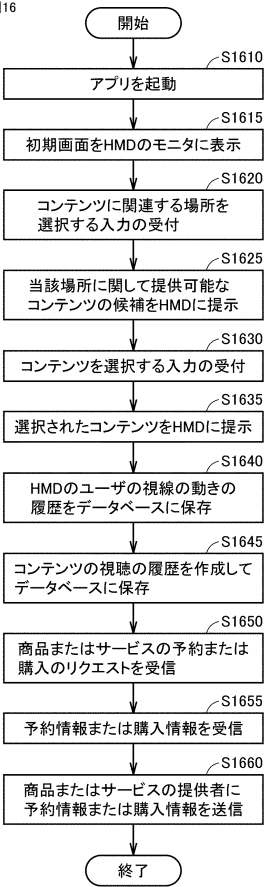 図16
開始
S1610
アプリを起動
S1615
初期画面をHMDのモニタに表示
S1620
コンテンツに関連する場所を
選択する入力の受付
S1625
当該場所に関して提供可能な
コンテンツの候補をHMDに提示
S1630
コンテンツを選択する入力の受付
S1635
選択されたコンテンツをHMDに提示
S1640
HMDのユーザの視線の動きの
履歴をデータベースに保存
S1645
コンテンツの視聴の履歴を作成して
データベースに保存
S1650
商品またはサービスの予約または
購入のリクエストを受信
S1655
予約情報または購入情報を受信
S1660
商品またはサービスの提供者に
予約情報または購入情報を送信
終了